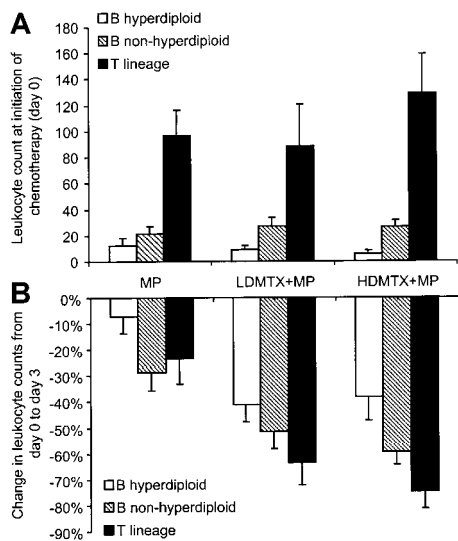 A
B hyperdiploid
B non-hyperdiploid
T lineage
Leukocyte count at initiation of
chemotherapy (day 0)
180
160
140
120
100
80
60
40
20
0
MP
LDMTX+MP
HDMTX+MP
B
Change in leukocyte counts from
day 0 to day 3
0%
-10%
-20%
-30%
-40%
-50%
-60%
-70%
-80%
-90%
B hyperdiploid
B non-hyperdiploid
T lineage